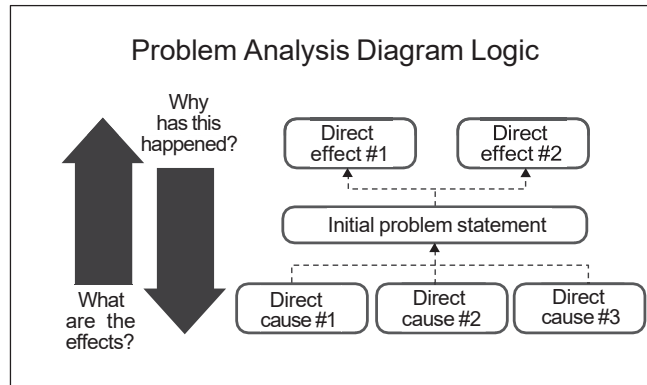 Problem Analysis Diagram Logic
Why
has this
happened?
What
are the
effects?
Direct
effect #1
Direct
effect #2
Initial problem statement
Direct
cause #1
Direct
cause #2
Direct
cause #3